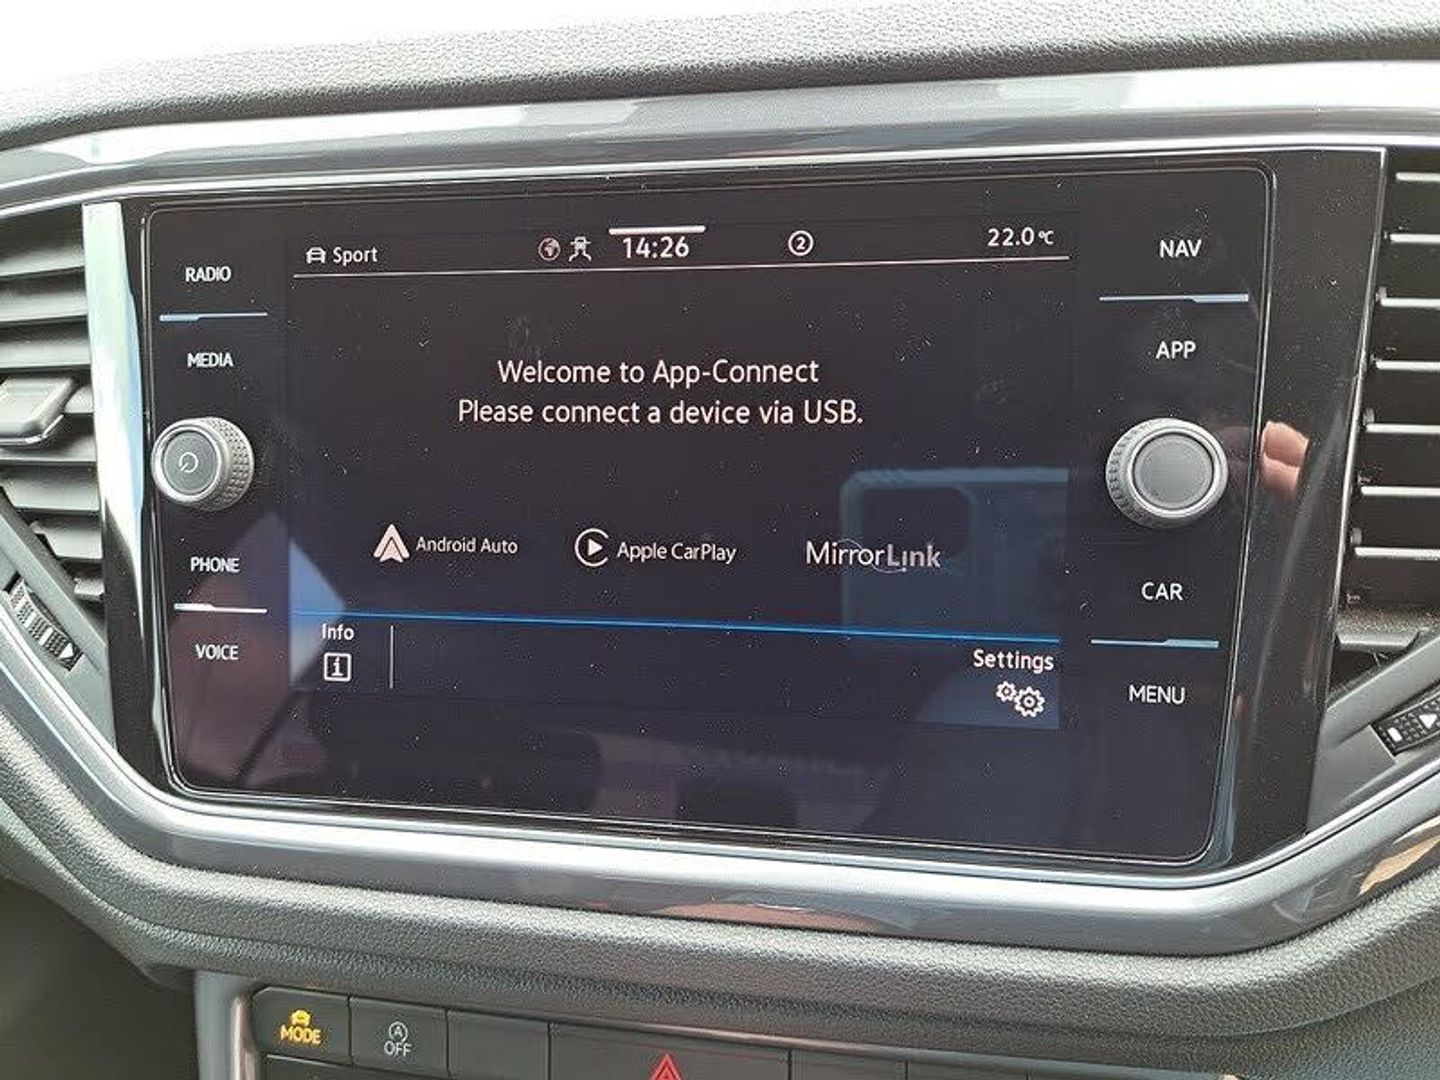 Sport 14:26 2 22.0°C
RADIO
MEDIA
PHONE
VOICE
Welcome to App-Connect
Please connect a device via USB.
Android Auto Apple CarPlay MirrorLink
Info
i
Settings
NAV
APP
CAR
MENU
MODE
A
OFF